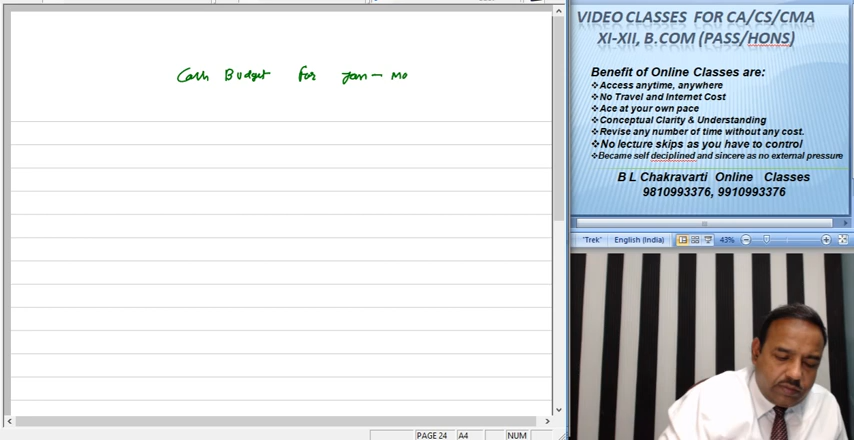 Cash Budget for Jan - Mo
VIDEO CLASSES FOR CA/CS/CMA
XI-XII, B.COM (PASS/HONS)
Benefit of Online Classes are:
❖Access anytime, anywhere
❖No Travel and Internet Cost
❖Ace at your own pace
❖Conceptual Clarity & Understanding
❖Revise any number of time without any cost.
❖No lecture skips as you have to control
❖Became self deciplined and sincere as no external pressure
B L Chakravarti Online Classes
9810993376, 9910993376
"Trek" English (India) 43%
PAGE 24 A4 NUM